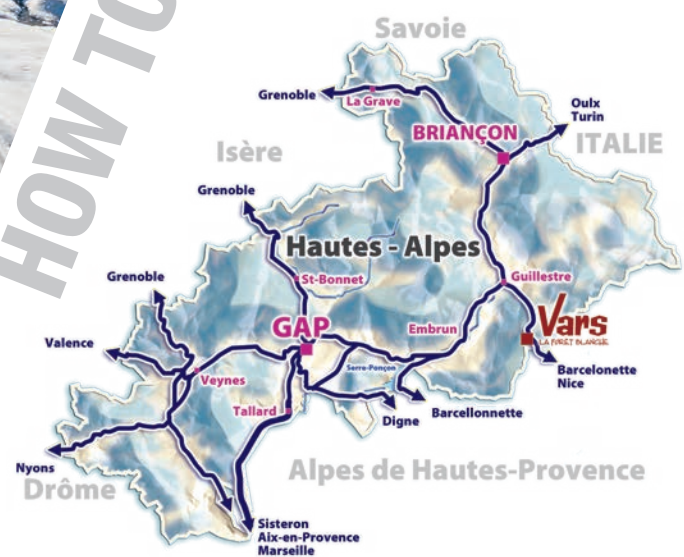 HOW TO
Savoie
Grenoble
La Grave
Oulx
Turin
BRIANÇON
ITALIE
Isère
Grenoble
Hautes - Alpes
St-Bonnet
Guillestre
Grenoble
GAP
Embrun
Vars
LA FORÊT BLANCHE
Valence
Serre-Ponçon
Barcelonette
Nice
Veynes
Tallard
Barcellonnette
Digne
Nyons
Drôme
Alpes de Hautes-Provence
Sisteron
Aix-en-Provence
Marseille